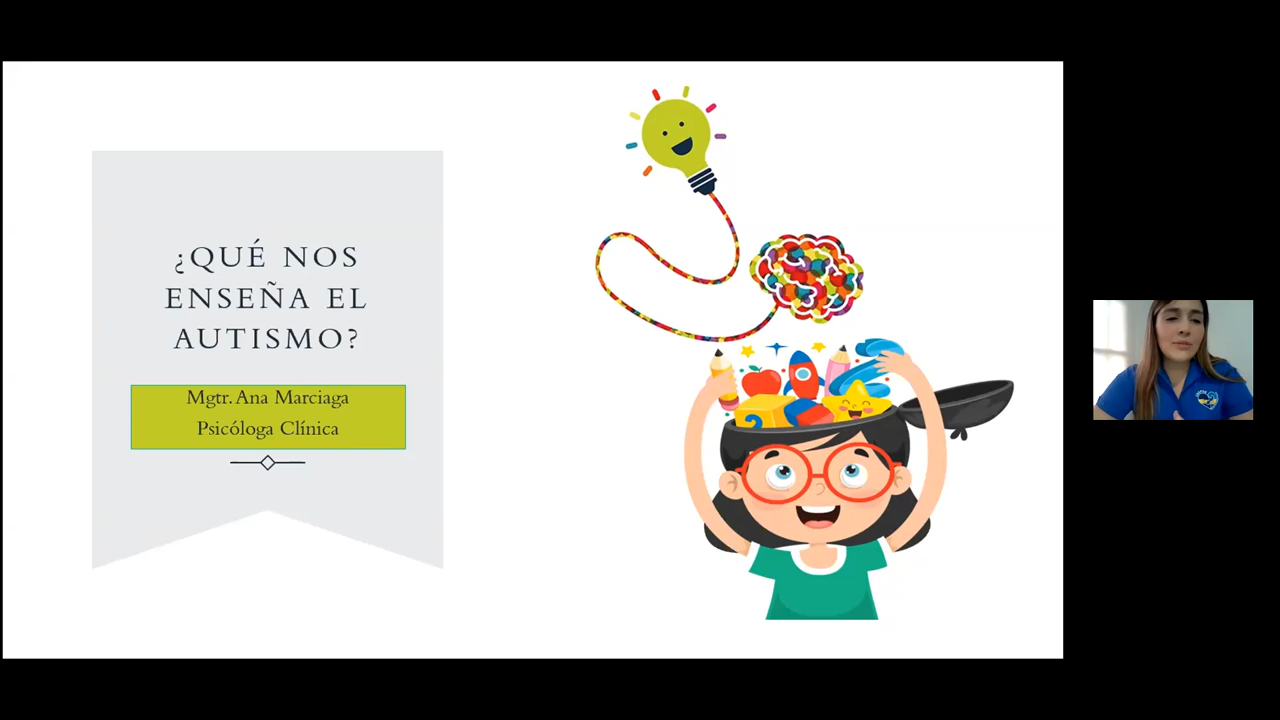 ¿QUÉ NOS
ENSEÑA EL
AUTISMO?
Mgtr. Ana Marciaga
Psicóloga Clínica